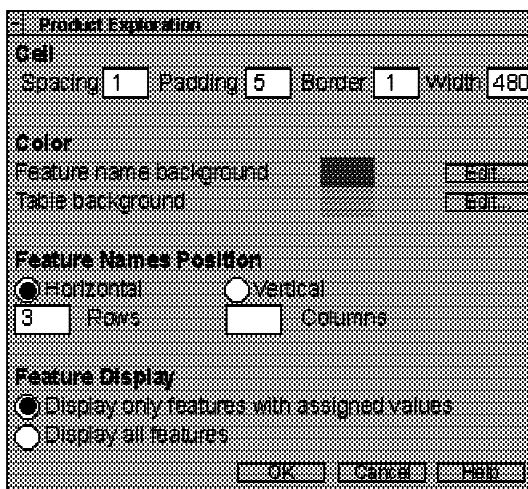 Product Exploration
Cell
Spacing 1 Padding 5 Border 1 Width 480
Color
Feature name background Edit...
Table background Edit...
Feature Names Position
Horizontal Vertical
3 Rows Columns
Feature Display
Display only features with assigned values
Display all features
OK Cancel Help